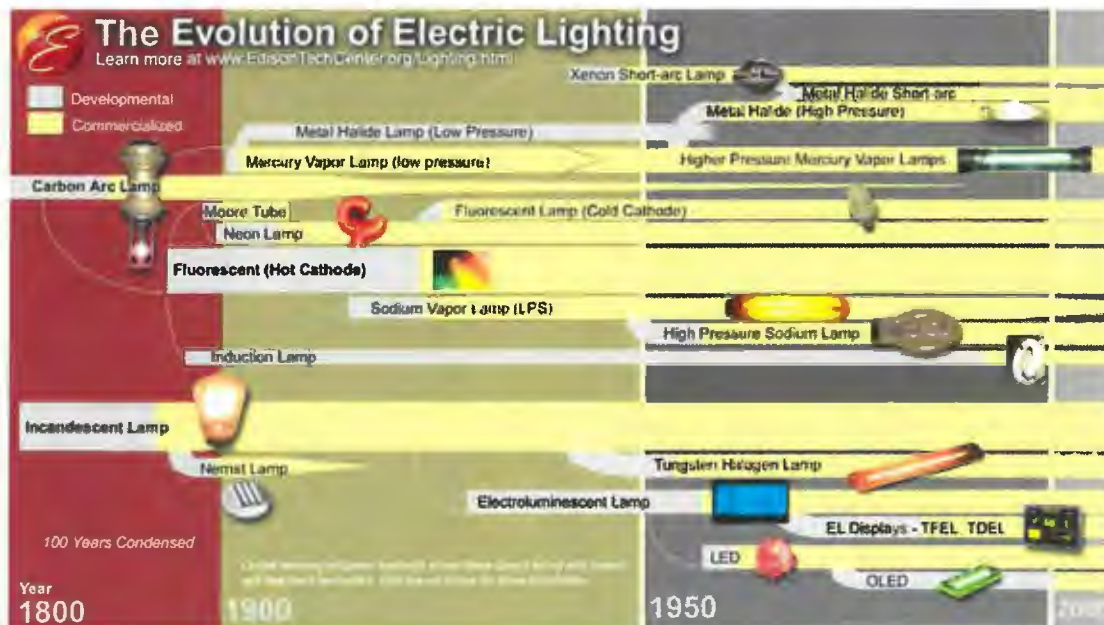 The Evolution of Electric Lighting
Learn more at www.EdisonTechCenter.org/Lighting.html
Developmental
Commercialized
Xenon Short-arc Lamp
Metal Halide Short-arc
Metal Halide (High Pressure)
Metal Halide Lamp (Low Pressure)
Mercury Vapor Lamp (low pressure)
Higher Pressure Mercury Vapor Lamps
Carbon Arc Lamp
Moore Tube
Fluorescent Lamp (Cold Cathode)
Neon Lamp
Fluorescent (Hot Cathode)
Sodium Vapor Lamp (LPS)
High Pressure Sodium Lamp
Induction Lamp
Incandescent Lamp
Nernst Lamp
Tungsten Halogen Lamp
Electroluminescent Lamp
EL Displays - TFEL TDEL
100 Years Condensed
LED
OLED
Year
1800
1900
1950
2000